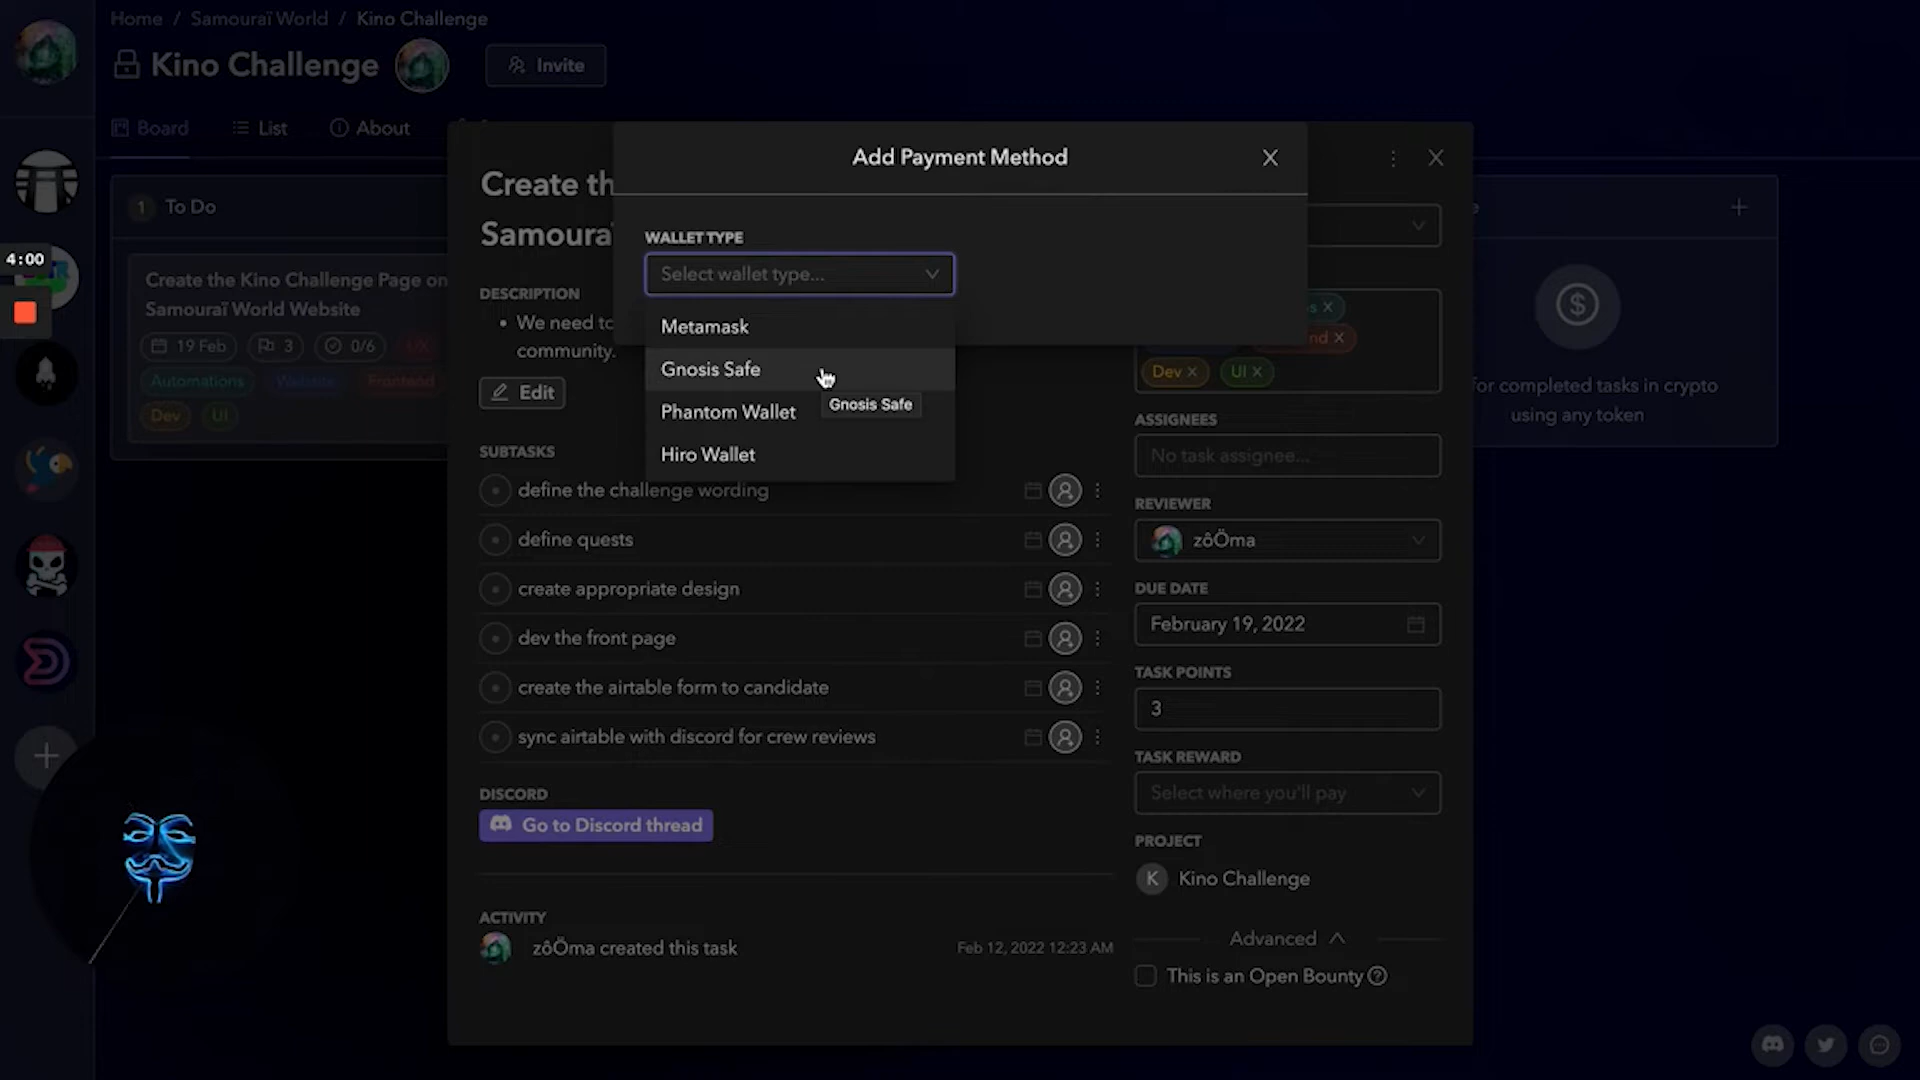 Home / Samouraï World / Kino Challenge
Kino Challenge
Invite
Board
List
About
1 To Do
4:00
Create the Kino Challenge Page on
Samouraï World Website
19 Feb
3
0/6
UX
Automations
Website
Frontend
Dev
UI
Create th
Samouraï
DESCRIPTION
We need to
community.
Edit
SUBTASKS
define the challenge wording
define quests
create appropriate design
dev the front page
create the airtable form to candidate
sync airtable with discord for crew reviews
DISCORD
Go to Discord thread
ACTIVITY
zôÖma created this task
Feb 12, 2022 12:23 AM
Add Payment Method
WALLET TYPE
Select wallet type...
Metamask
Gnosis Safe
Gnosis Safe
Phantom Wallet
Hiro Wallet
Dev
UI
ASSIGNEES
No task assignee...
REVIEWER
zôÖma
DUE DATE
February 19, 2022
TASK POINTS
3
TASK REWARD
Select where you'll pay
PROJECT
K Kino Challenge
Advanced
This is an Open Bounty
for completed tasks in crypto
using any token